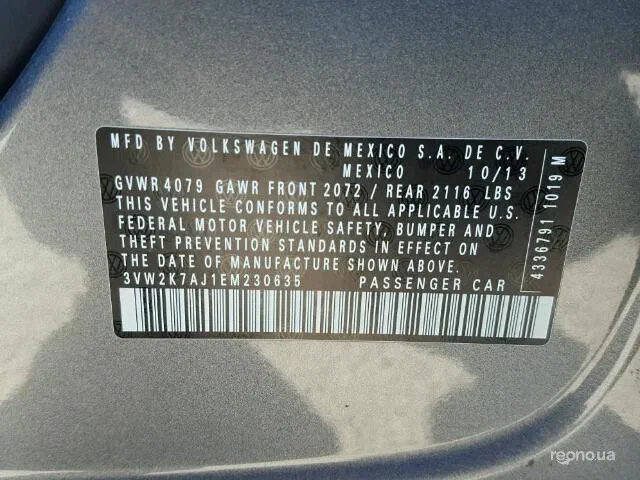 MFD BY VOLKSWAGEN DE MEXICO S.A. DE C.V.
MEXICO 10/13
GVWR 4079 GAWR FRONT 2072 / REAR 2116 LBS
THIS VEHICLE CONFORMS TO ALL APPLICABLE U.S.
FEDERAL MOTOR VEHICLE SAFETY, BUMPER AND
THEFT PREVENTION STANDARDS IN EFFECT ON
THE DATE OF MANUFACTURE SHOWN ABOVE.
3VW2K7AJ1EM230635 PASSENGER CAR
4336791 T019 M
repno.ua